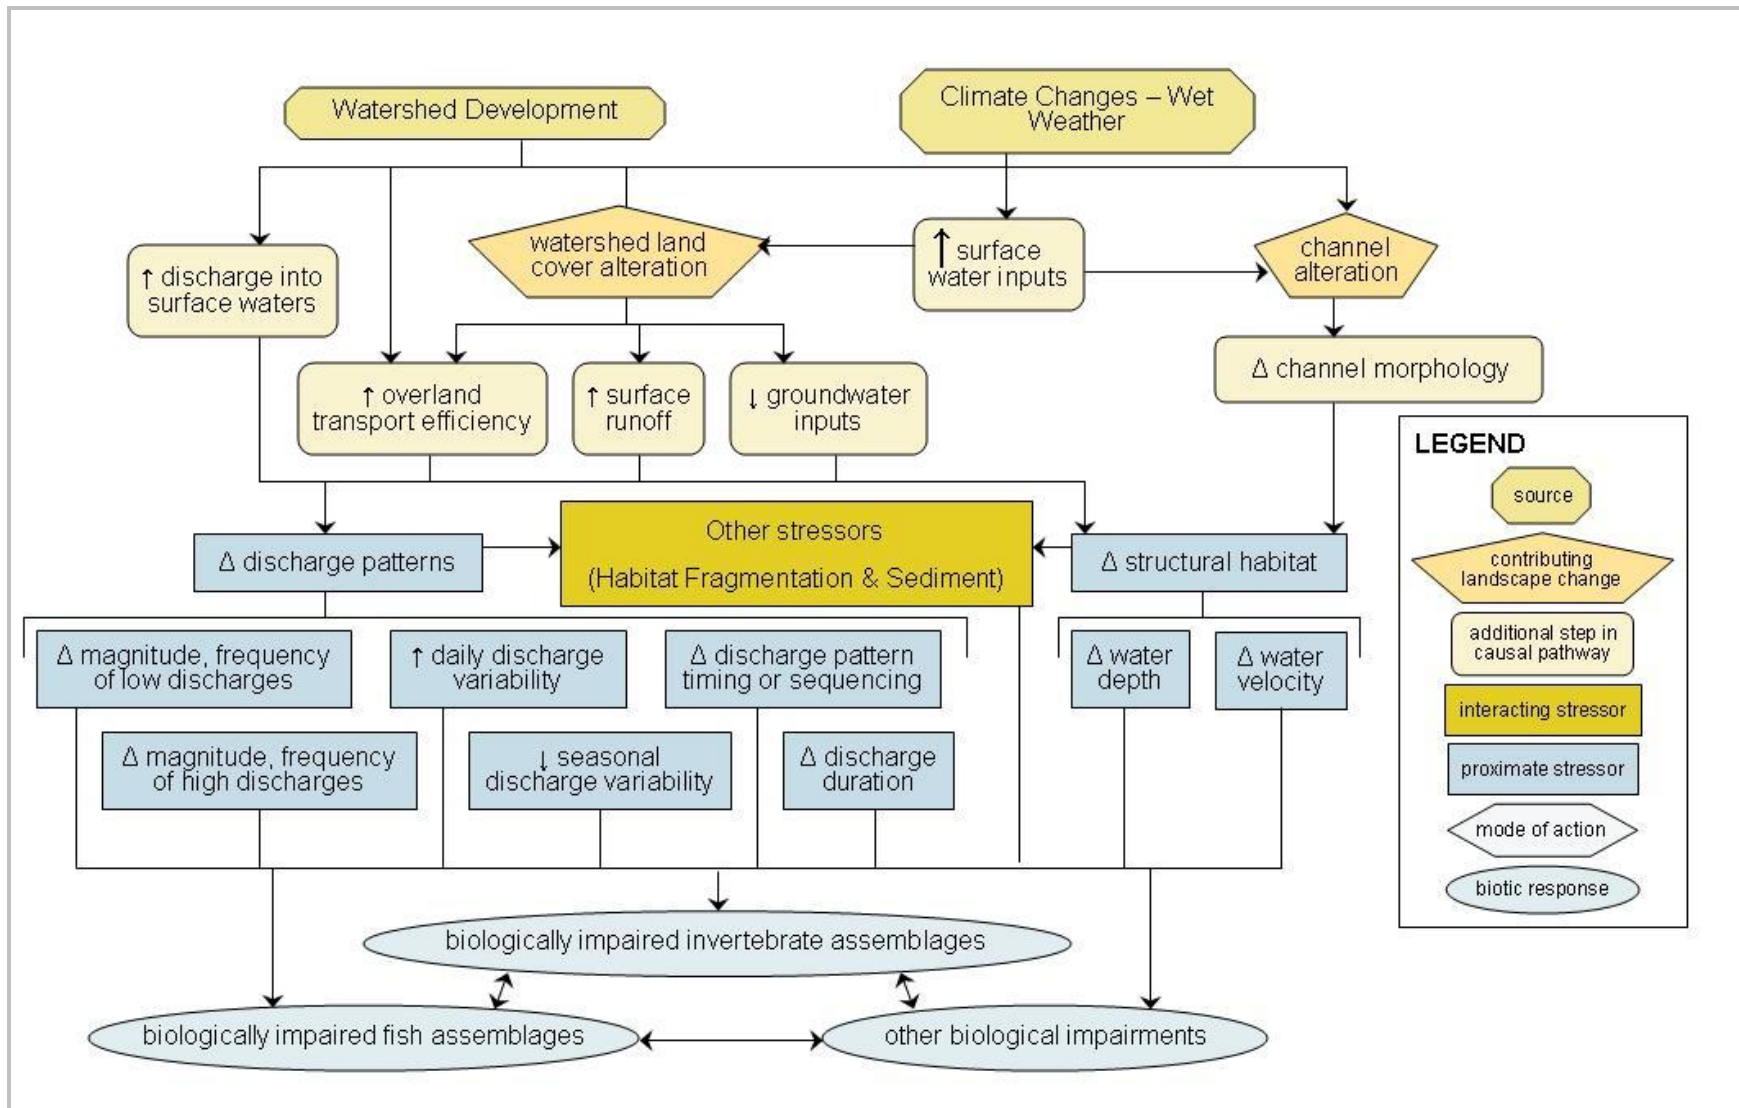 Watershed Development
Climate Changes – Wet
Weather
↑ discharge into
surface waters
watershed land
cover alteration
↑ surface
water inputs
channel
alteration
↑ overland
transport efficiency
↑ surface
runoff
↓ groundwater
inputs
Δ channel morphology
Δ discharge patterns
Other stressors
(Habitat Fragmentation & Sediment)
Δ structural habitat
Δ magnitude, frequency
of low discharges
↑ daily discharge
variability
Δ discharge pattern
timing or sequencing
Δ water
depth
Δ water
velocity
Δ magnitude, frequency
of high discharges
↓ seasonal
discharge variability
Δ discharge
duration
biologically impaired invertebrate assemblages
biologically impaired fish assemblages
other biological impairments
LEGEND
source
contributing
landscape change
additional step in
causal pathway
interacting stressor
proximate stressor
mode of action
biotic response